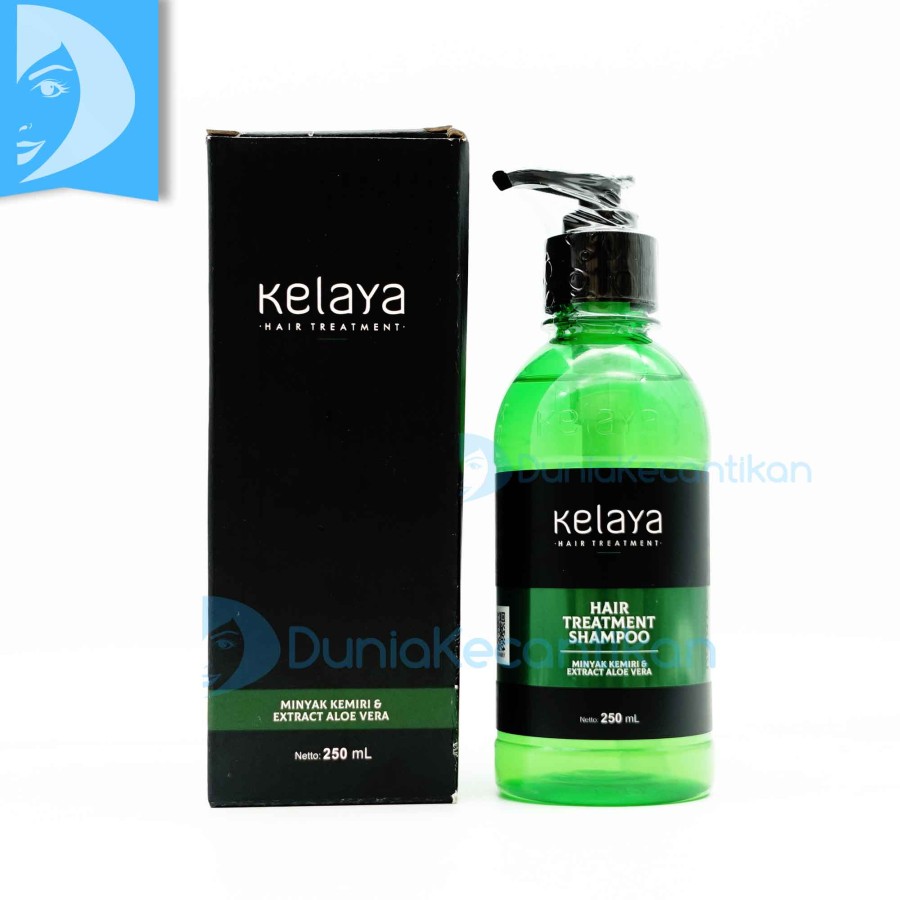 Kelaya
·HAIR TREATMENT·
MINYAK KEMIRI &
EXTRACT ALOE VERA
Netto: 250 mL
Kelaya
Kelaya
·HAIR TREATMENT·
HAIR
TREATMENT
SHAMPOO
MINYAK KEMIRI &
EXTRACT ALOE VERA
Netto: 250 mL
DuniaKecantikan
DuniaKecantikan